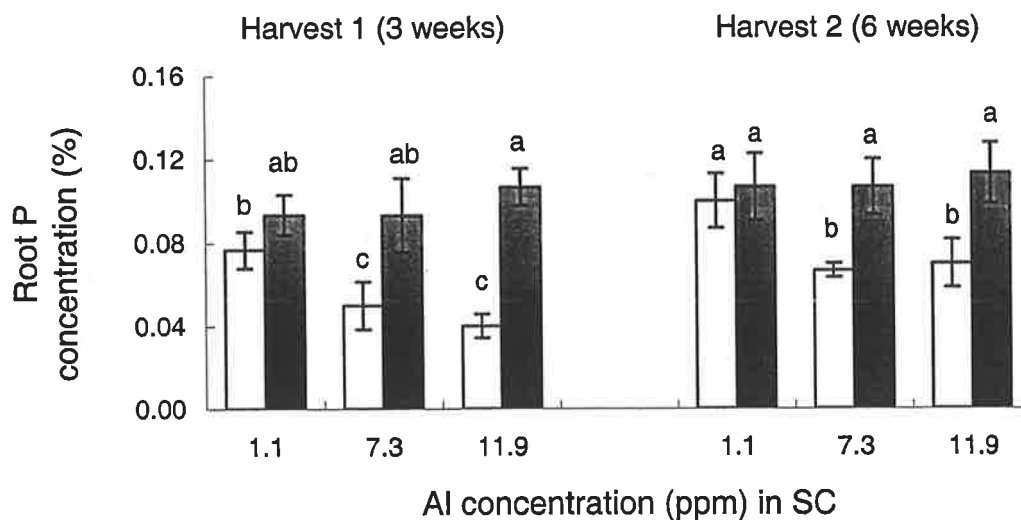 Harvest 1 (3 weeks)
Harvest 2 (6 weeks)
Root P
concentration (%)
0.16
0.12
0.08
0.04
0.00
b
ab
c
ab
c
a
a
a
b
a
b
a
1.1
7.3
11.9
1.1
7.3
11.9
Al concentration (ppm) in SC